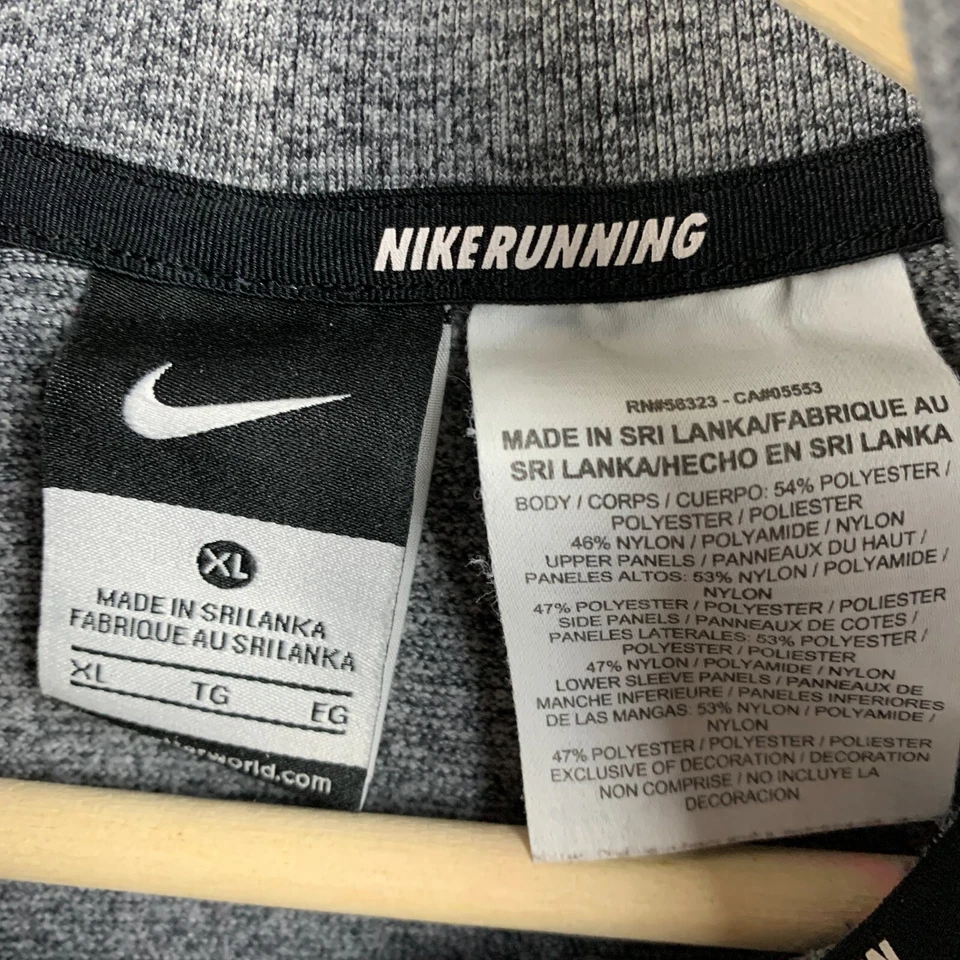 NIKERUNNING
XL
MADE IN SRILANKA
FABRIQUE AU SRILANKA
XL TG EG
world.com
RN#56323 - CA#05553
MADE IN SRI LANKA/FABRIQUE AU
SRI LANKA/HECHO EN SRI LANKA
BODY / CORPS / CUERPO: 54% POLYESTER /
POLYESTER / POLIESTER
46% NYLON / POLYAMIDE / NYLON
UPPER PANELS / PANNEAUX DU HAUT /
PANELES ALTOS: 53% NYLON / POLYAMIDE /
NYLON
47% POLYESTER / POLYESTER / POLIESTER
SIDE PANELS / PANNEAUX DE COTES /
PANELES LATERALES: 53% POLYESTER /
POLYESTER / POLIESTER
47% NYLON / POLYAMIDE / NYLON
LOWER SLEEVE PANELS / PANNEAUX DE
MANCHE INFERIEURE / PANELES INFERIORES
DE LAS MANGAS: 53% NYLON / POLYAMIDE /
NYLON
47% POLYESTER / POLYESTER / POLIESTER
EXCLUSIVE OF DECORATION / DECORATION
NON COMPRISE / NO INCLUYE LA
DECORACION
N